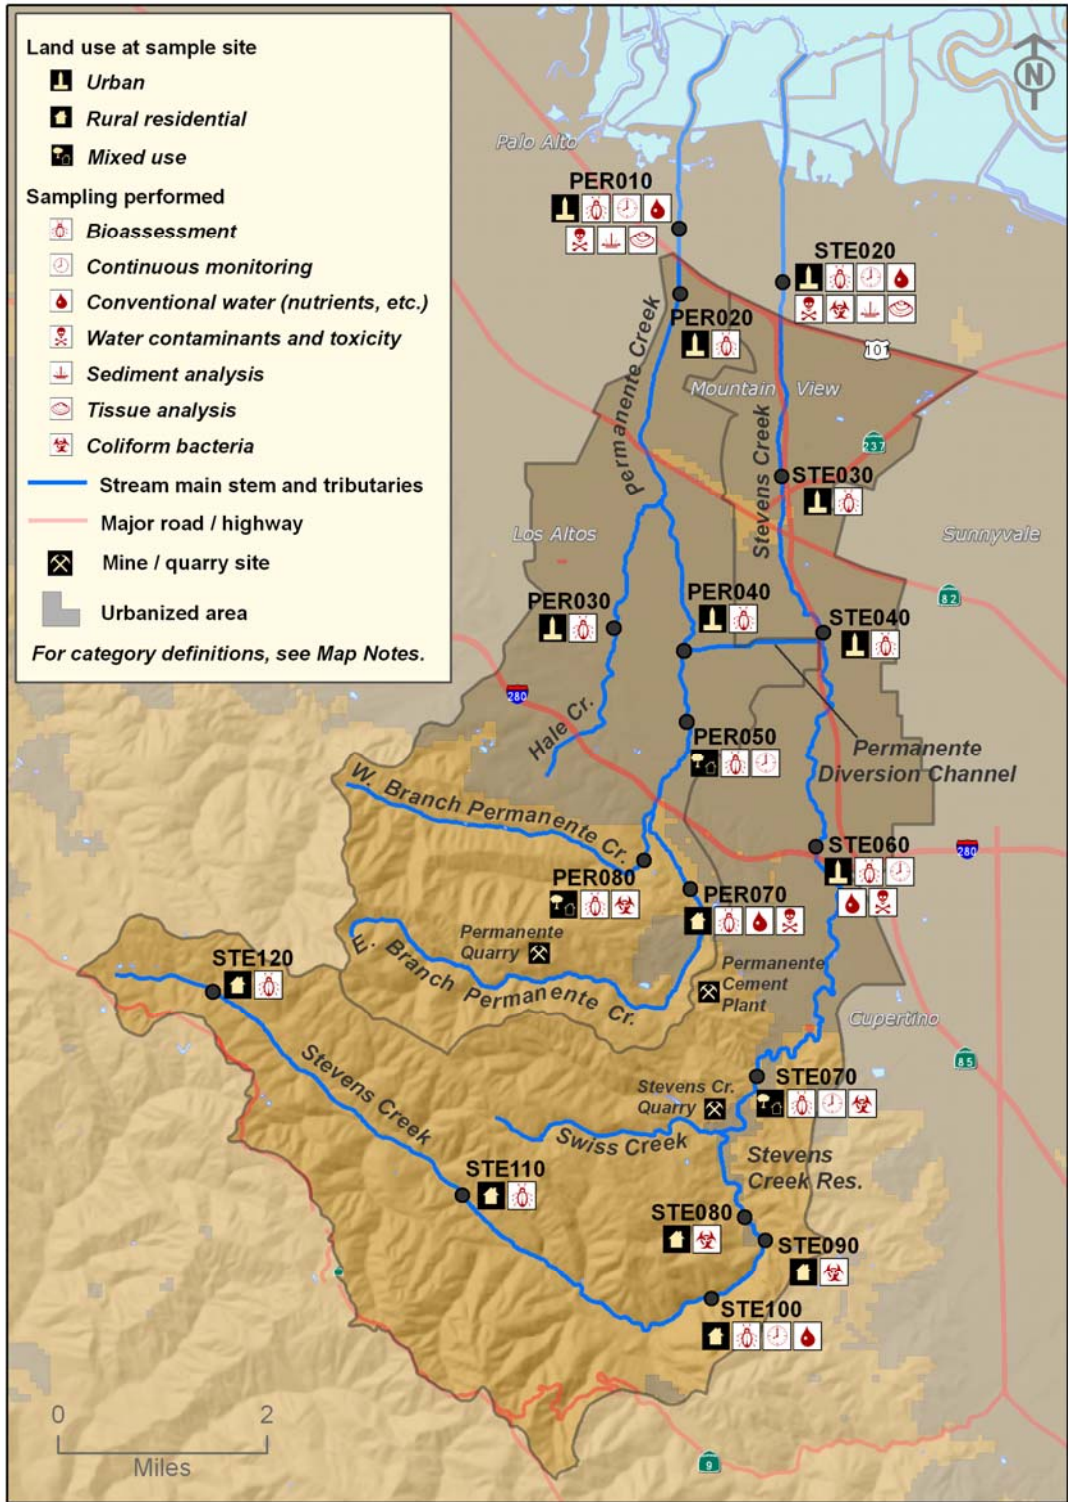 Land use at sample site
Urban
Rural residential
Mixed use
Sampling performed
Bioassessment
Continuous monitoring
Conventional water (nutrients, etc.)
Water contaminants and toxicity
Sediment analysis
Tissue analysis
Coliform bacteria
Stream main stem and tributaries
Major road / highway
Mine / quarry site
Urbanized area
For category definitions, see Map Notes.
N
Palo Alto
PER010
STE020
PER020
101
Permanente Creek
Mountain View
Stevens Creek
237
STE030
Los Altos
Sunnyvale
82
PER030
PER040
STE040
280
Hale Cr.
PER050
Permanente
Diversion Channel
W. Branch Permanente Cr.
STE060
280
PER080
PER070
Permanente
Quarry
E. Branch Permanente Cr.
Permanente
Cement
Plant
STE120
Cupertino
85
Stevens Creek
STE070
Stevens Cr.
Quarry
Swiss Creek
Stevens
Creek Res.
STE110
STE080
STE090
STE100
0 2
Miles
9